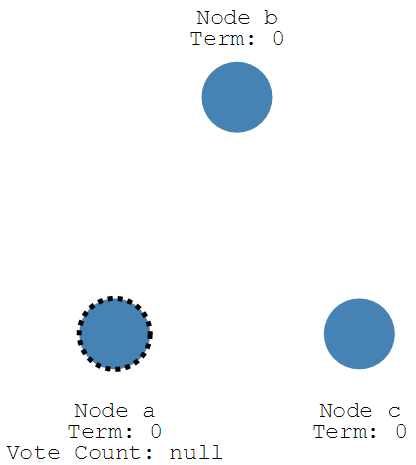 Node b
Term: 0
Node a
Term: 0
Vote Count: null
Node c
Term: 0